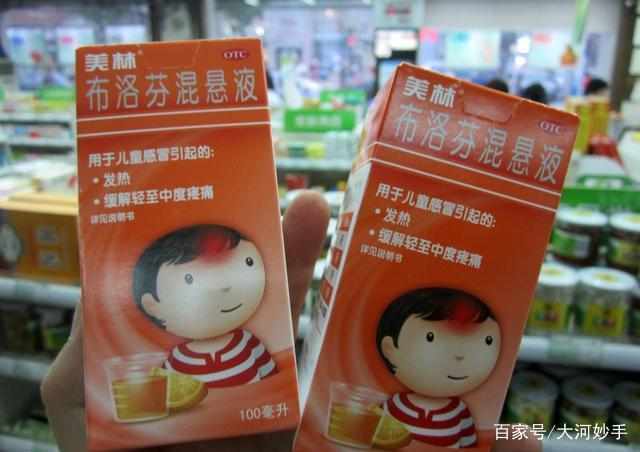 美林®
OTC
布洛芬混悬液
用于儿童感冒引起的:
·发热
·缓解轻至中度疼痛
详见说明书
100毫升
美林®
OTC
布洛芬混悬液
用于儿童感冒引起的:
·发热
·缓解轻至中度疼痛
详见说明书
百家号/大河妙手